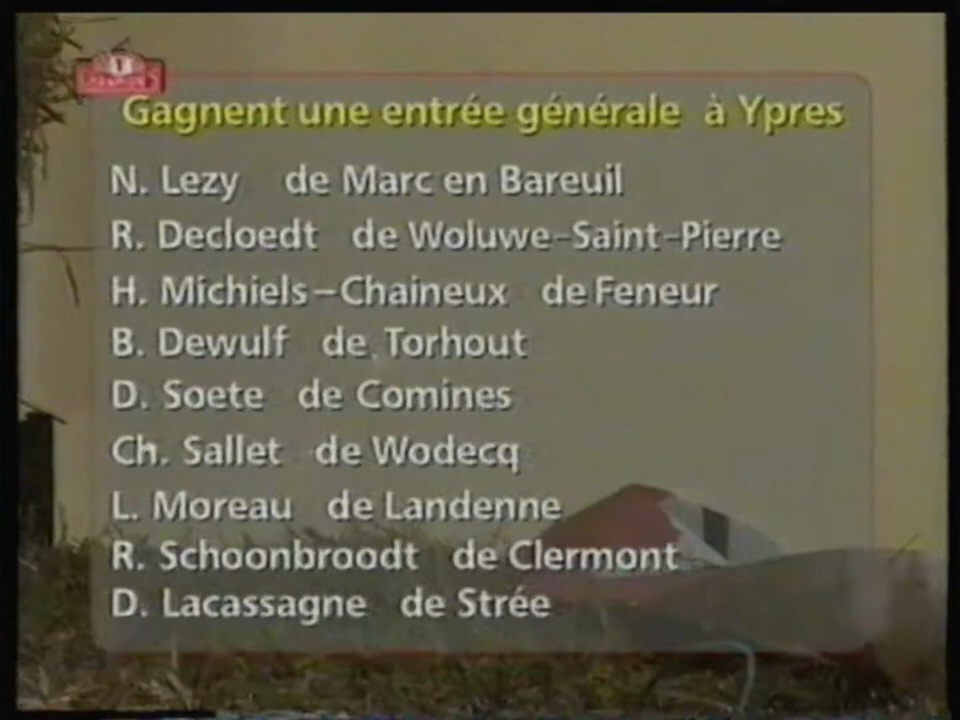 Gagnent une entrée générale à Ypres
N. Lezy de Marc en Bareuil
R. Decloedt de Woluwe-Saint-Pierre
H. Michiels-Chaineux de Feneur
B. Dewulf de Torhout
D. Soete de Comines
Ch. Sallet de Wodecq
L. Moreau de Landenne
R. Schoonbroodt de Clermont
D. Lacassagne de Strée